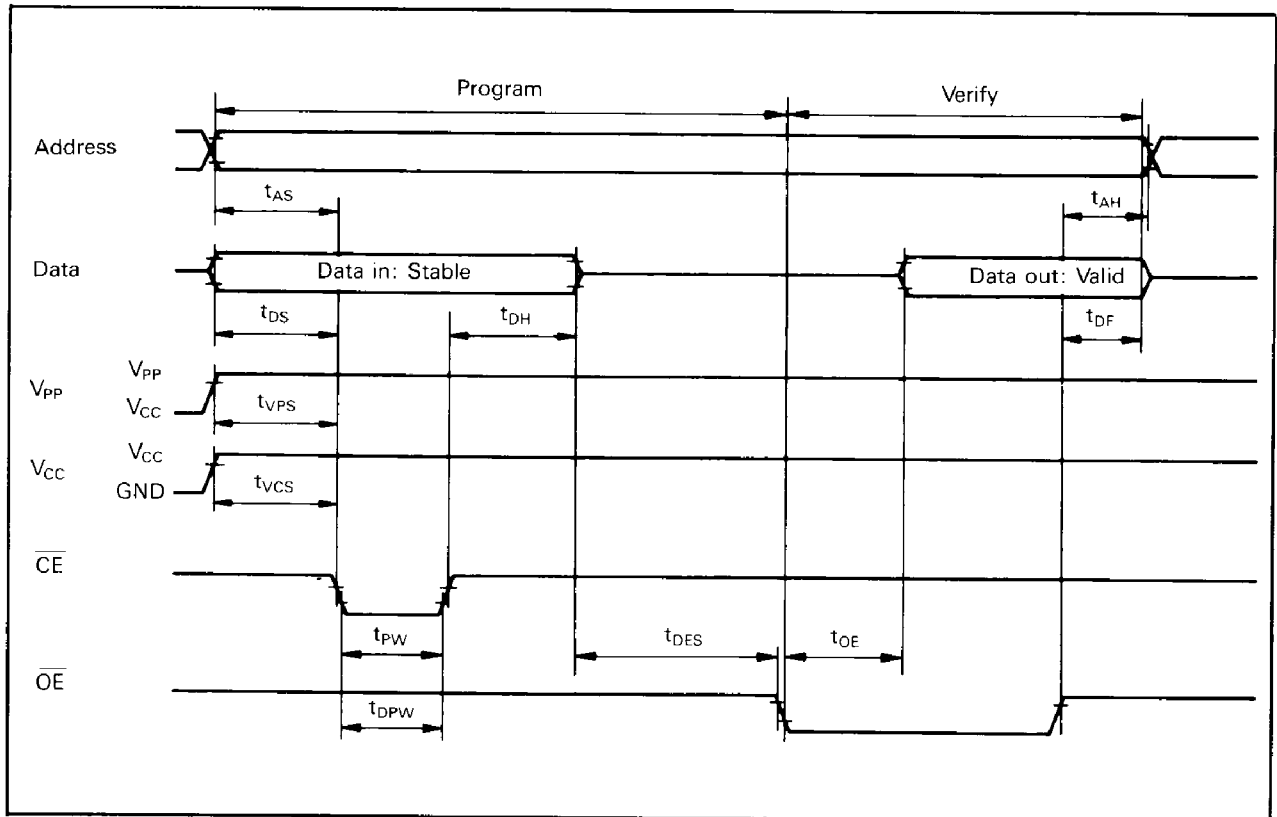 Program Verify
Address
tAS tAH
Data Data in: Stable Data out: Valid
tDS tDH tDF
VPP VPP
VCC tVPS
VCC VCC
GND tVCS
CE
tPW tDES tOE
OE
tDPW